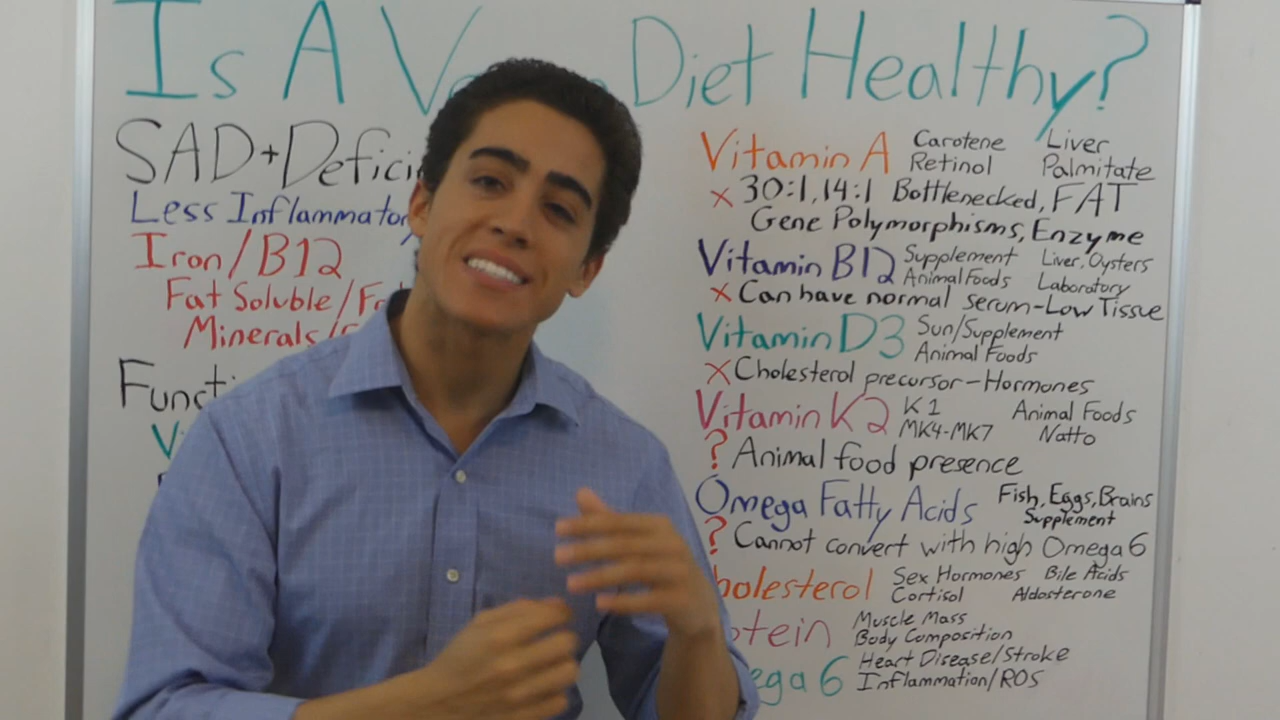 Is A Diet Healthy?
SAD+
Less Inflammatory
Iron/B12
Fat Soluble/
Minerals/
Vitamin A Carotene Liver
Retinol Palmitate
x 30:1, 14:1 Bottlenecked, FAT
Gene Polymorphisms, Enzyme
Vitamin B12 Supplement Liver, Oysters
Animal Foods Laboratory
x Can have normal serum-Low Tissue
Vitamin D3 Sun/Supplement
Animal Foods
x Cholesterol precursor-Hormones
Vitamin K2 K1 Animal Foods
MK4-MK7 Natto
? Animal food presence
Omega Fatty Acids Fish, Eggs, Brains
Supplement
? Cannot convert with high Omega 6
holesterol Sex Hormones Bile Acids
Cortisol Aldosterone
otein Muscle Mass
Body Composition
ega 6 Heart Disease/Stroke
Inflammation/ROS